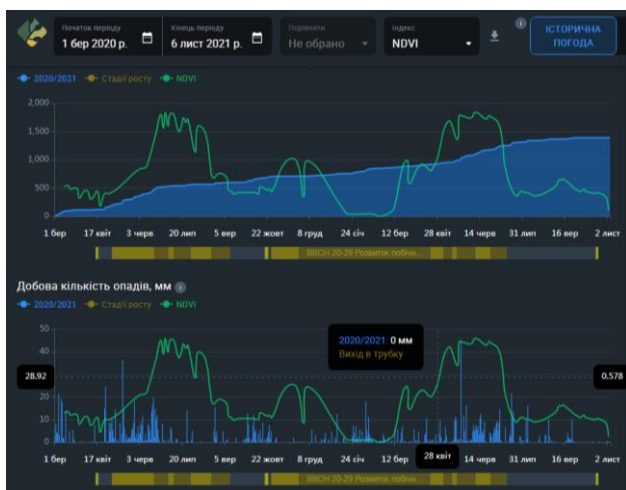 Початок періоду
1 бер 2020 р.
Кінець періоду
6 лист 2021 р.
Порівняти
Не обрано
Індекс
NDVI
ІСТОРИЧНА
ПОГОДА
2020/2021 Стадії росту NDVI
2,000
1,500
1,000
500
0
1 бер 17 квіт 3 черв 20 лип 5 вер 22 жовт 8 груд 24 січ 12 бер 28 квіт 14 черв 31 лип 16 вер 2 лист
BBCH 20-29 Розвиток побічн...
Добова кількість опадів, мм
2020/2021 Стадії росту NDVI
50
40
28.92
20
10
0
2020/2021: 0 мм
Вихід в трубку
0.578
1 бер 17 квіт 3 черв 20 лип 5 вер 22 жовт 8 груд 24 січ 12 бер 28 квіт 14 черв 31 лип 16 вер 2 лист
BBCH 20-29 Розвиток побічн...